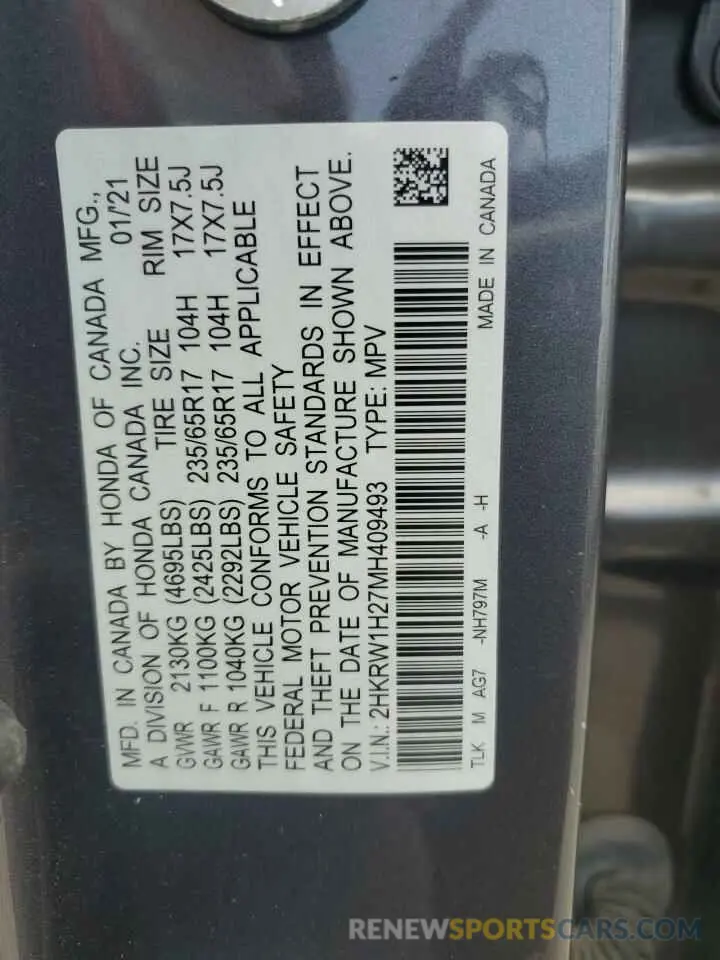 MFD. IN CANADA BY HONDA OF CANADA MFG.,
A DIVISION OF HONDA CANADA INC. 01/'21
GVWR 2130KG (4695LBS) TIRE SIZE RIM SIZE
GAWR F 1100KG (2425LBS) 235/65R17 104H 17X7.5J
GAWR R 1040KG (2292LBS) 235/65R17 104H 17X7.5J
THIS VEHICLE CONFORMS TO ALL APPLICABLE
FEDERAL MOTOR VEHICLE SAFETY
AND THEFT PREVENTION STANDARDS IN EFFECT
ON THE DATE OF MANUFACTURE SHOWN ABOVE.
V.I.N.: 2HKRW1H27MH409493 TYPE: MPV
TLK M AG7 -NH797M -A -H MADE IN CANADA
RENEWSPORTSCARS.COM